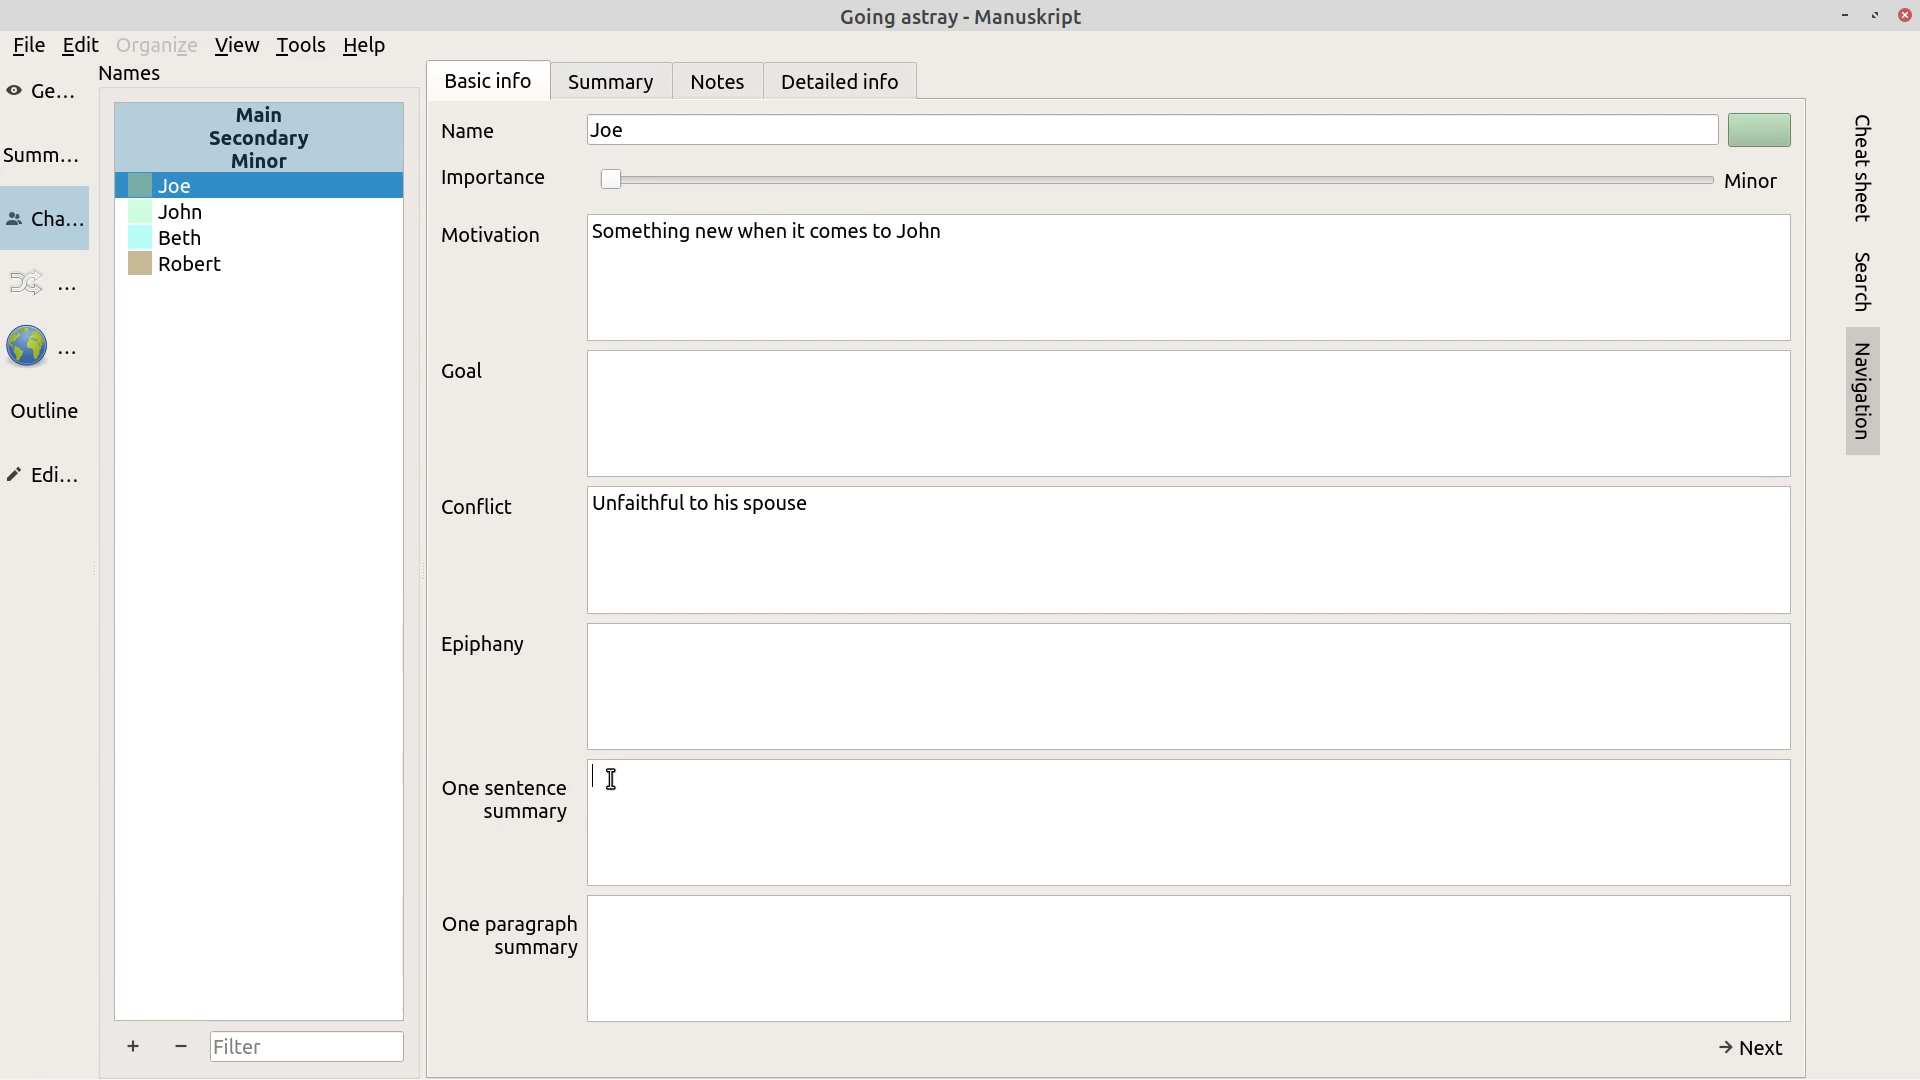 Going astray - Manuskript
File Edit Organize View Tools Help
Names
Ge...
Summ...
Cha...
...
...
Outline
Edi...
Main
Secondary
Minor
Joe
John
Beth
Robert
+ − Filter
Basic info Summary Notes Detailed info
Name Joe
Importance Minor
Motivation Something new when it comes to John
Goal
Conflict Unfaithful to his spouse
Epiphany
One sentence
summary
One paragraph
summary
→ Next
Cheat sheet
Search
Navigation